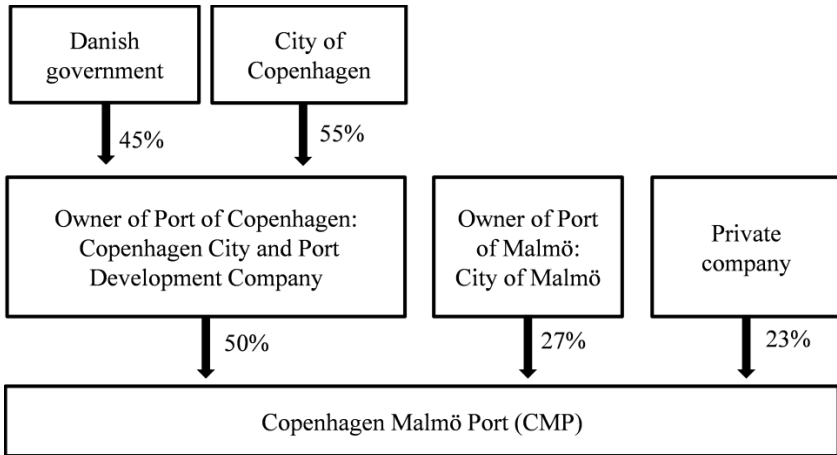 Danish
government
City of
Copenhagen
45%
55%
Owner of Port of Copenhagen:
Copenhagen City and Port
Development Company
Owner of Port
of Malmö:
City of Malmö
Private
company
50%
27%
23%
Copenhagen Malmö Port (CMP)